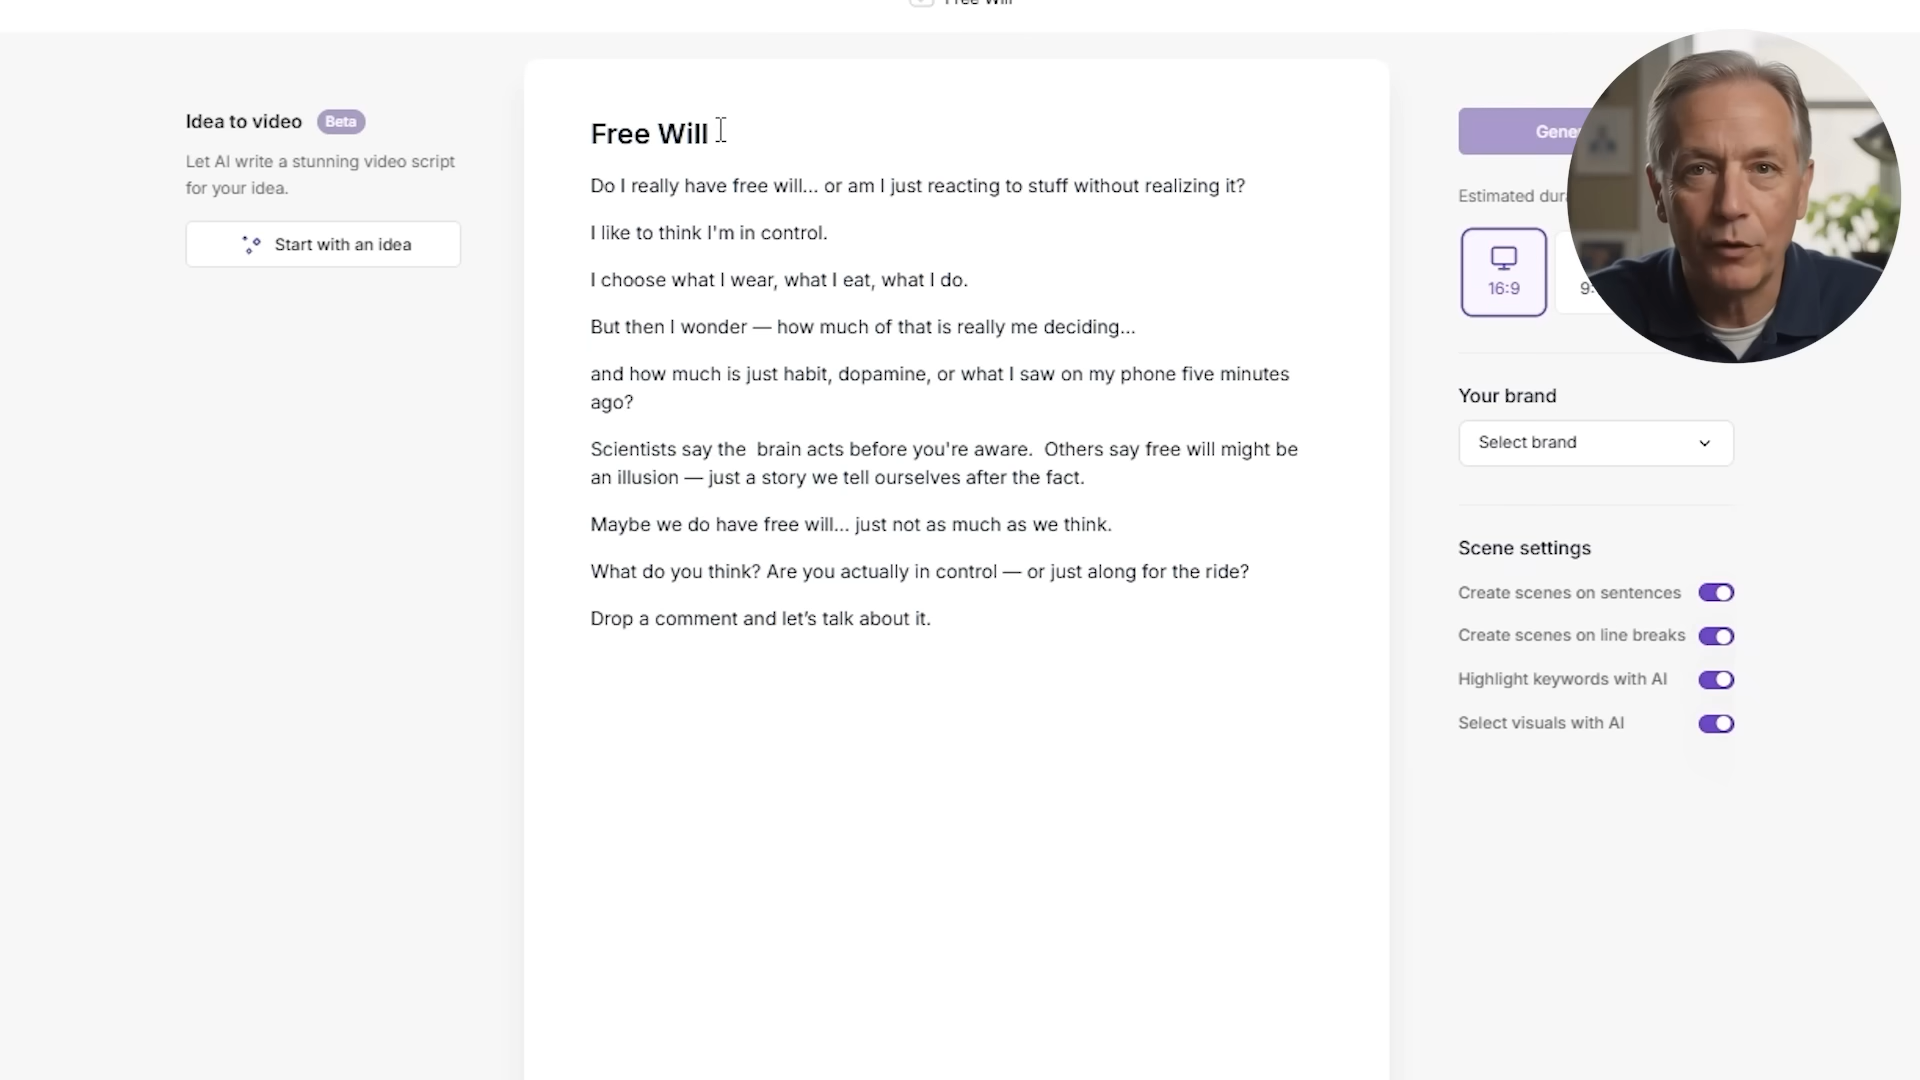 Free Will
Idea to video
Beta
Let AI write a stunning video script
for your idea.
Start with an idea
Free Will
Do I really have free will... or am I just reacting to stuff without realizing it?
I like to think I'm in control.
I choose what I wear, what I eat, what I do.
But then I wonder — how much of that is really me deciding...
and how much is just habit, dopamine, or what I saw on my phone five minutes
ago?
Scientists say the  brain acts before you're aware.  Others say free will might be
an illusion — just a story we tell ourselves after the fact.
Maybe we do have free will... just not as much as we think.
What do you think? Are you actually in control — or just along for the ride?
Drop a comment and let’s talk about it.
Estimated
16:9
Your brand
Select brand
Scene settings
Create scenes on sentences
Create scenes on line breaks
Highlight keywords with AI
Select visuals with AI